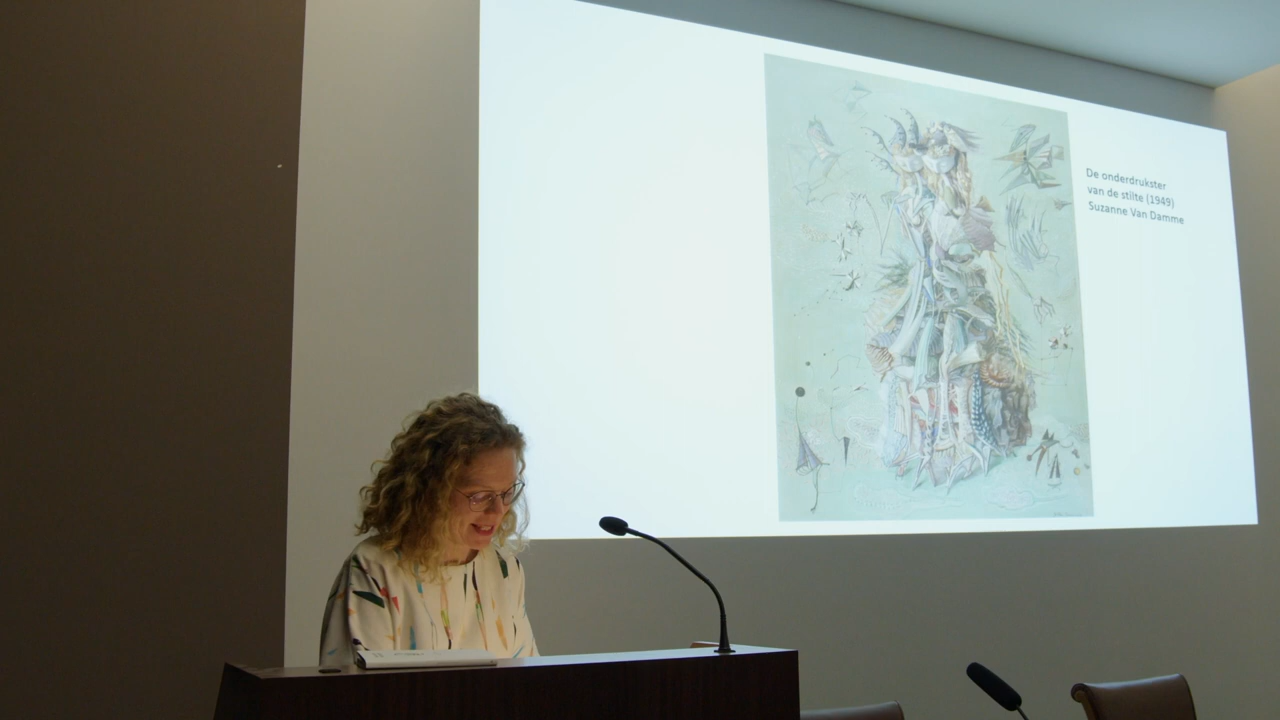 De onderdrukster
van de stilte (1949)
Suzanne Van Damme